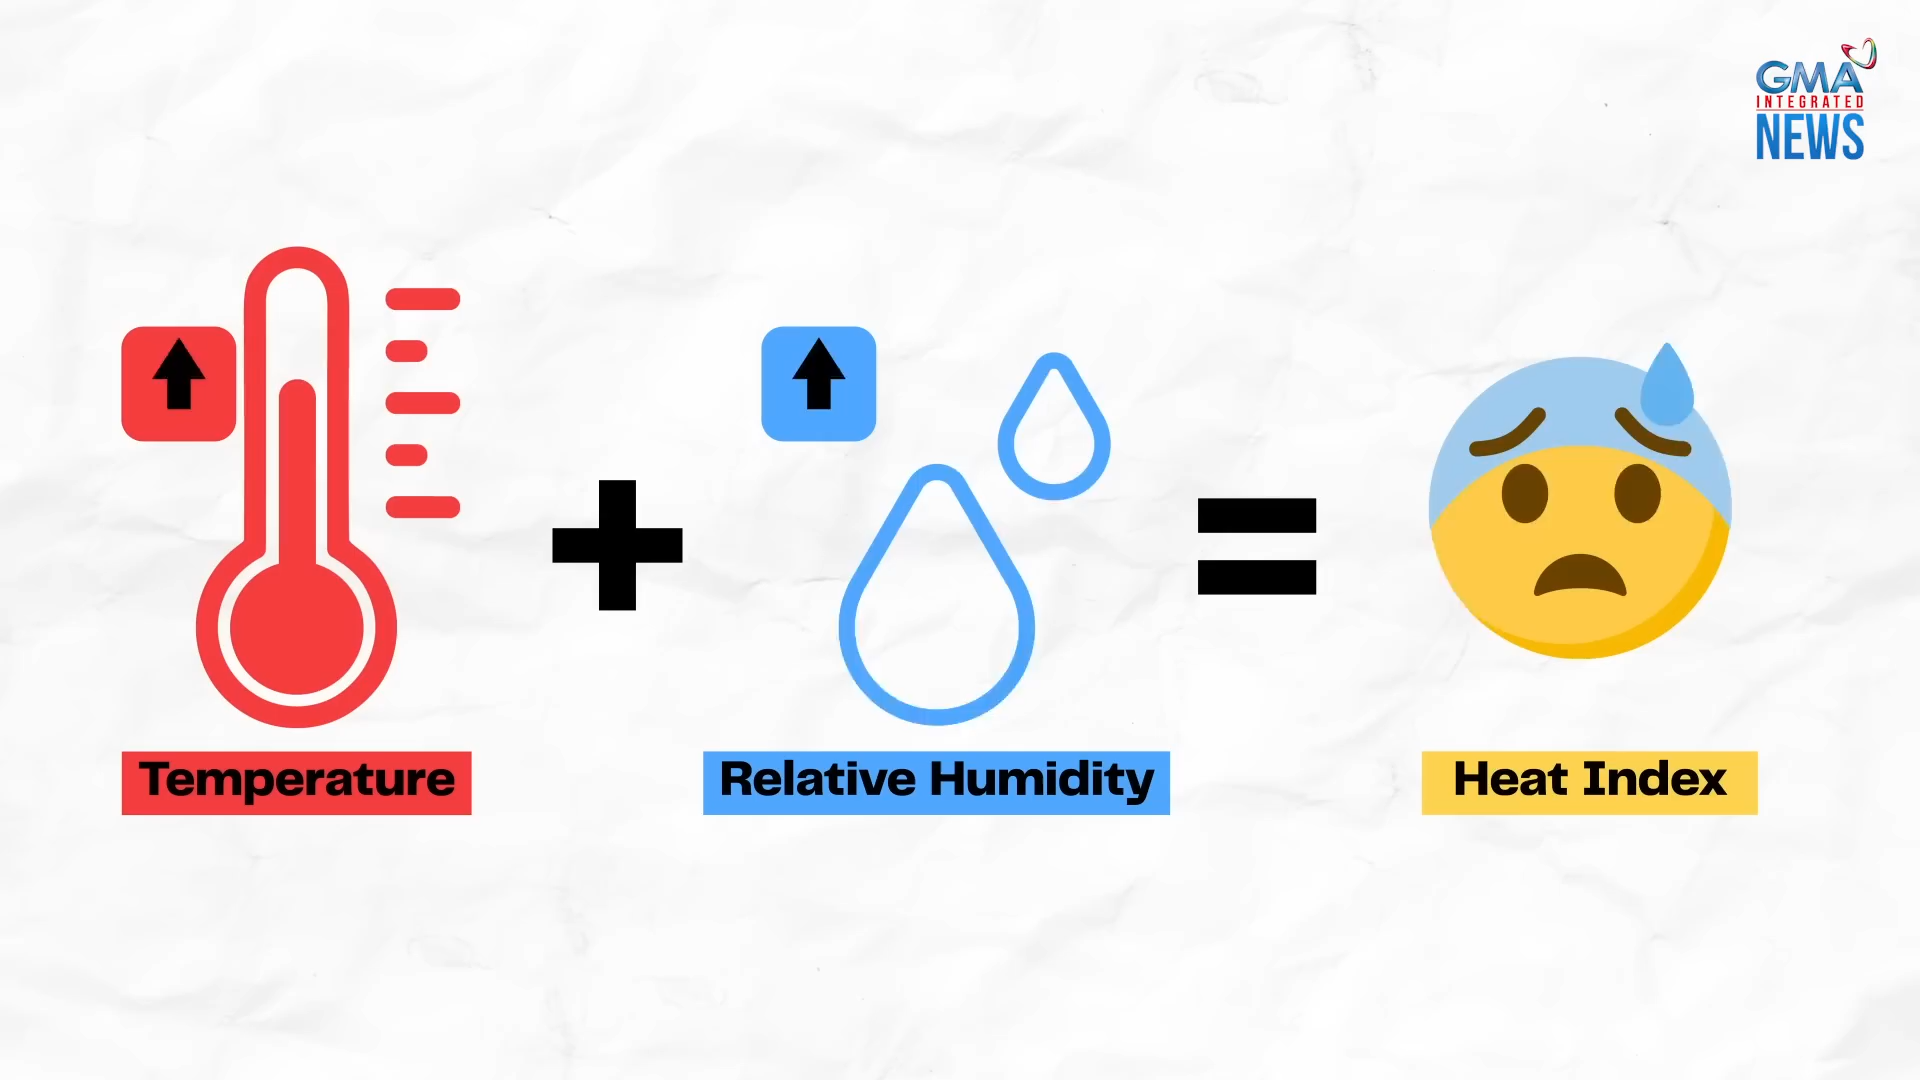 GMA
INTEGRATED
NEWS
Temperature
Relative Humidity
Heat Index